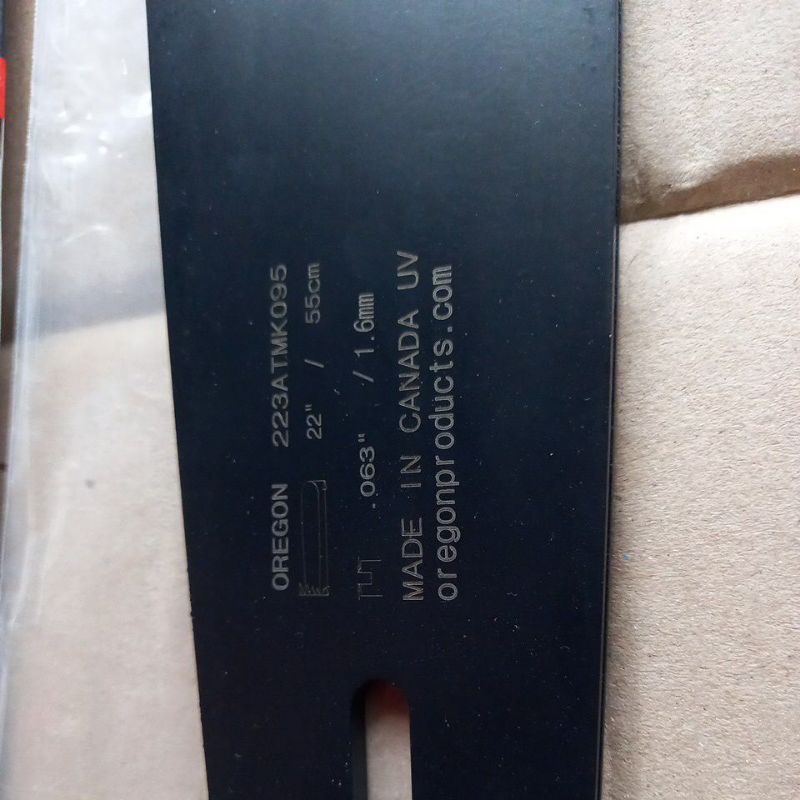 OREGON 223ATMK095
22" / 55cm
.063" / 1.6mm
MADE IN CANADA UV
oregonproducts.com